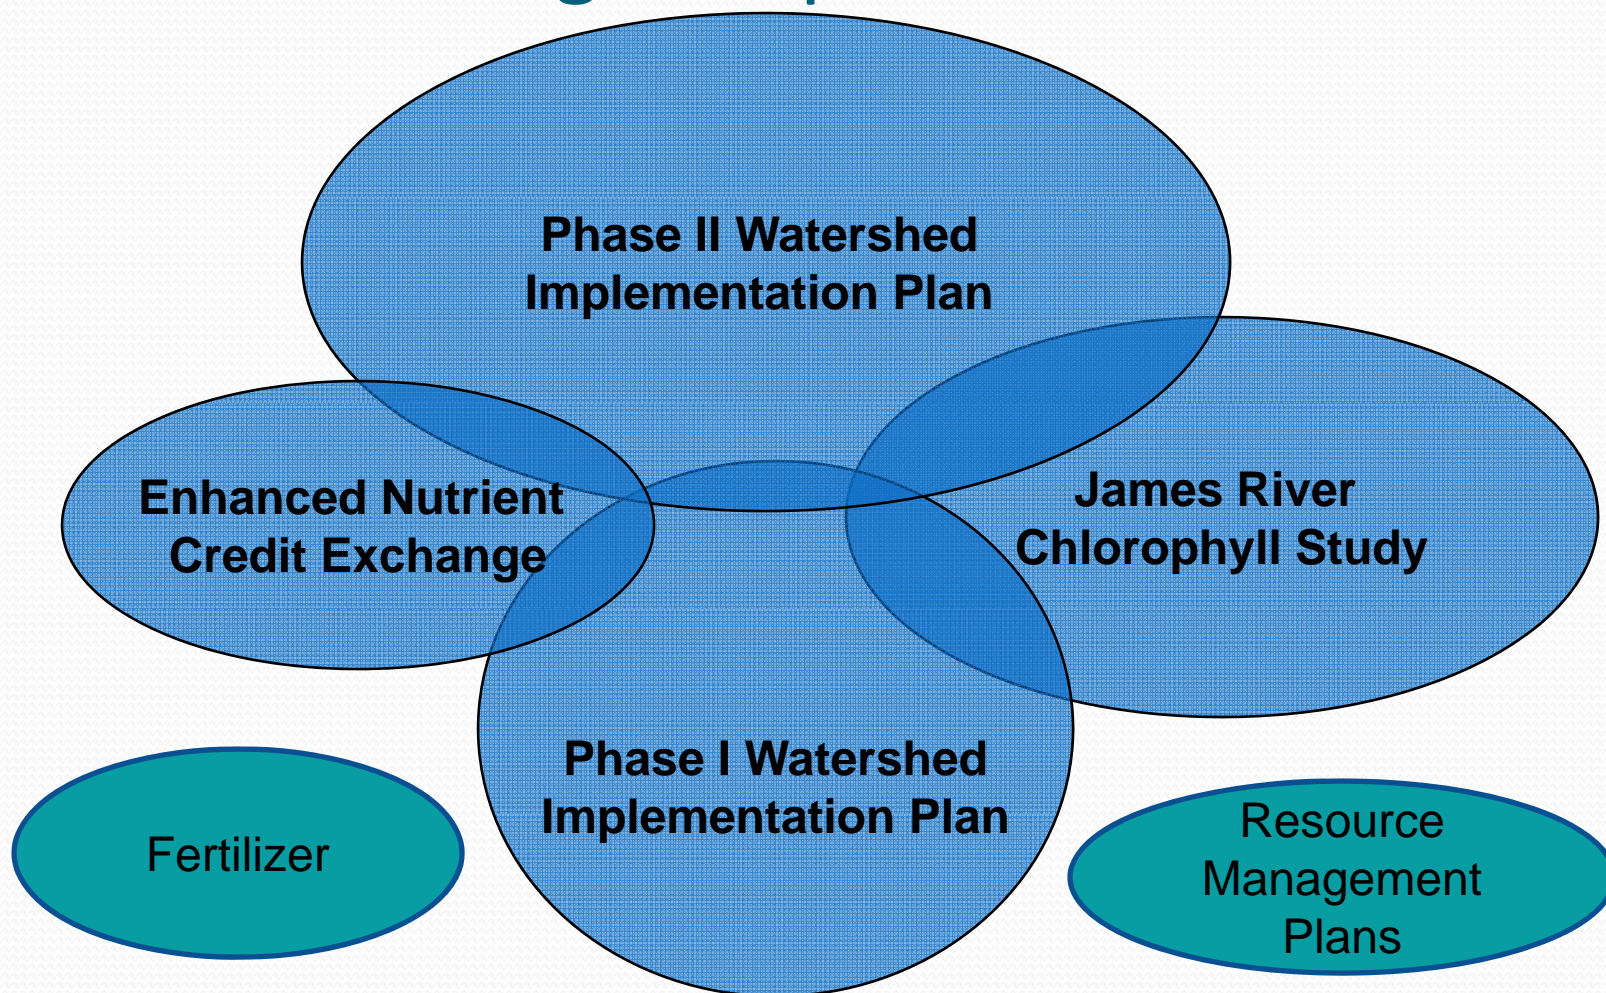 Phase II Watershed
Implementation Plan
Enhanced Nutrient
Credit Exchange
James River
Chlorophyll Study
Phase I Watershed
Implementation Plan
Fertilizer
Resource
Management
Plans